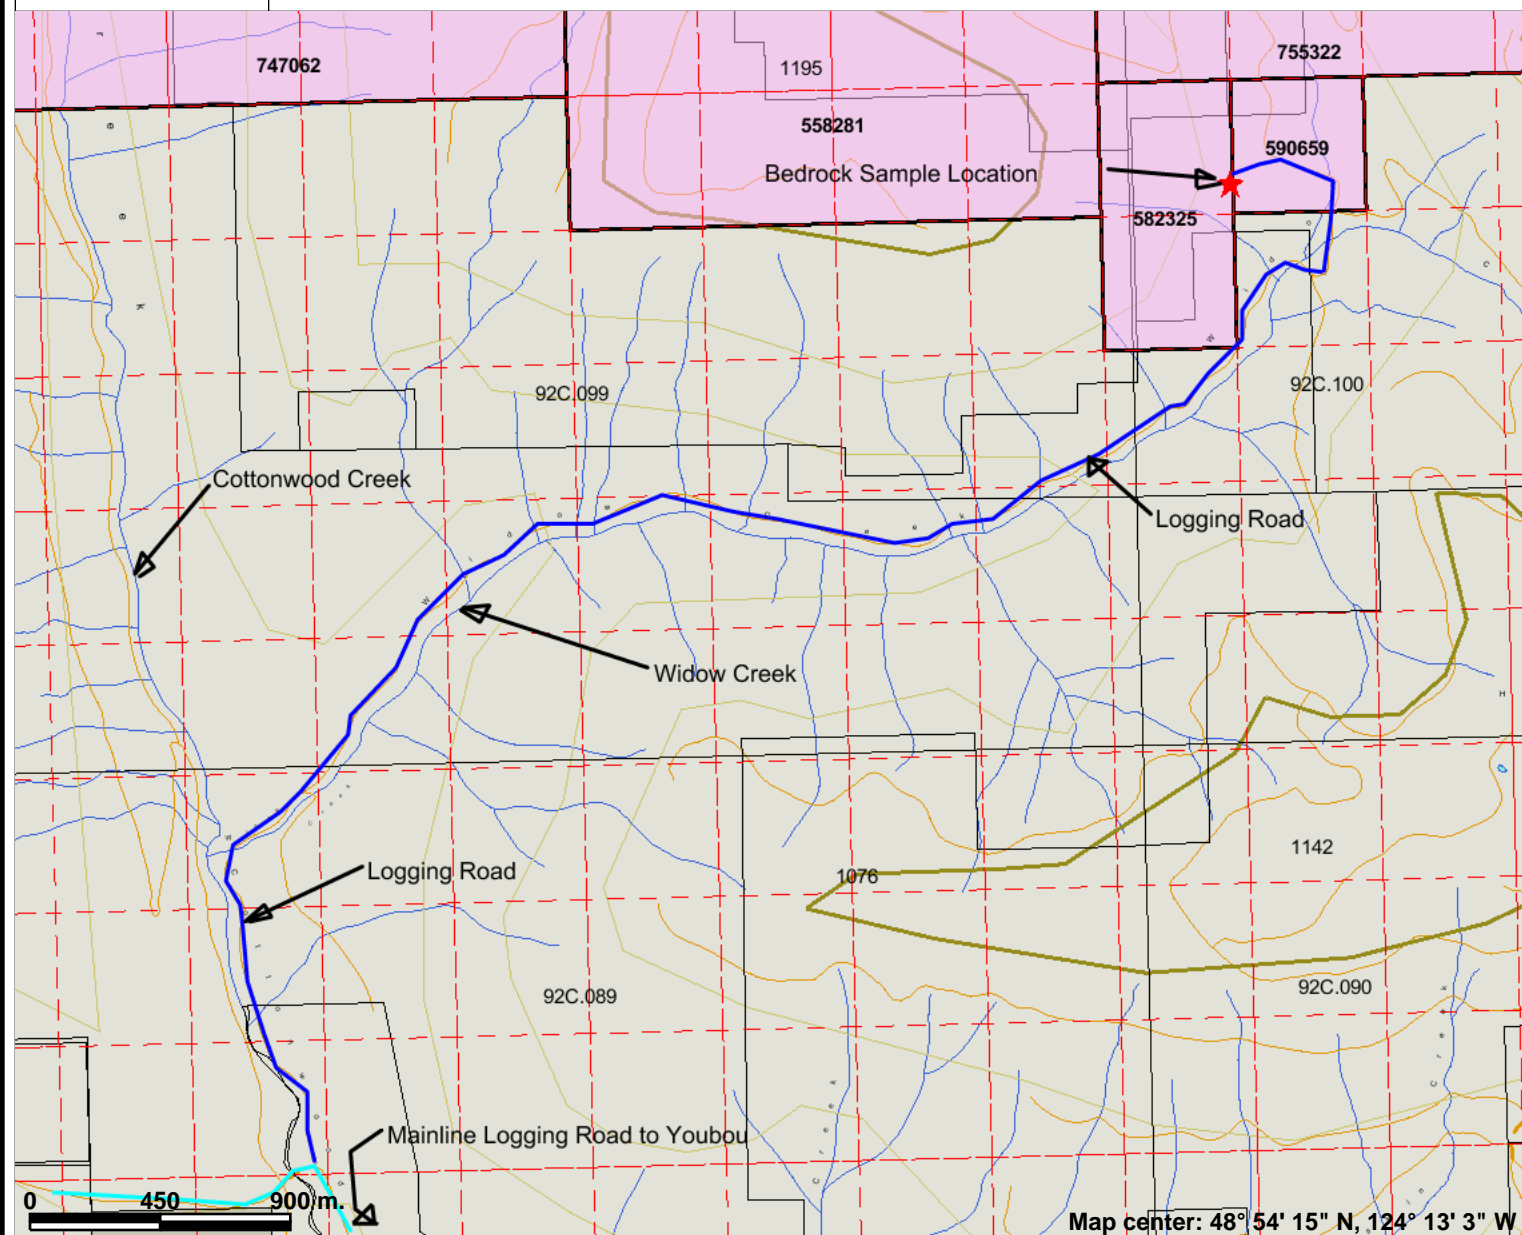 747062
1195
755322
558281
590659
Bedrock Sample Location
582325
92C.099
92C.100
Cottonwood Creek
Logging Road
Widow Creek
Logging Road
1142
1076
92C.089
92C.090
Mainline Logging Road to Youbou
0 450 900 m.
Map center: 48° 54' 15" N, 124° 13' 3" W